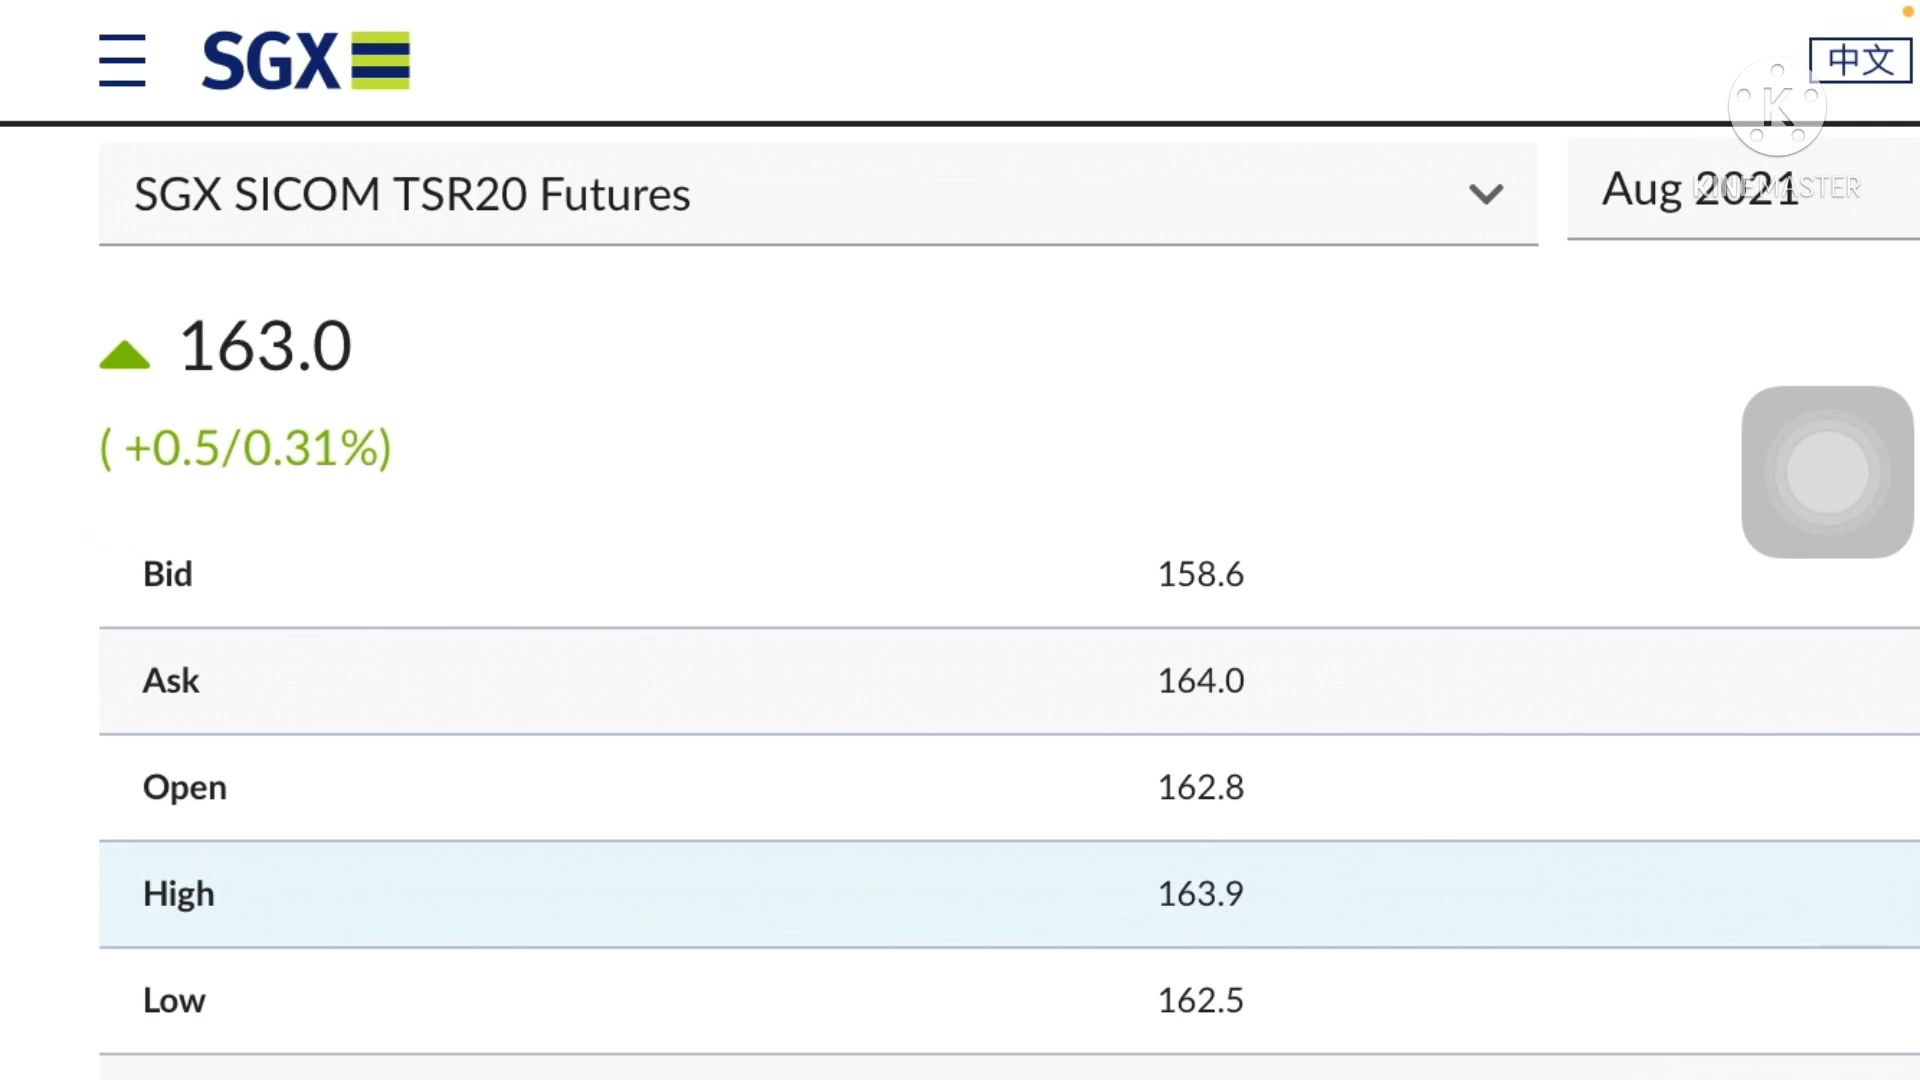 SGX
中文
K
KINEMASTER
SGX SICOM TSR20 Futures
Aug 2021
163.0
( +0.5/0.31%)
Bid 158.6
Ask 164.0
Open 162.8
High 163.9
Low 162.5